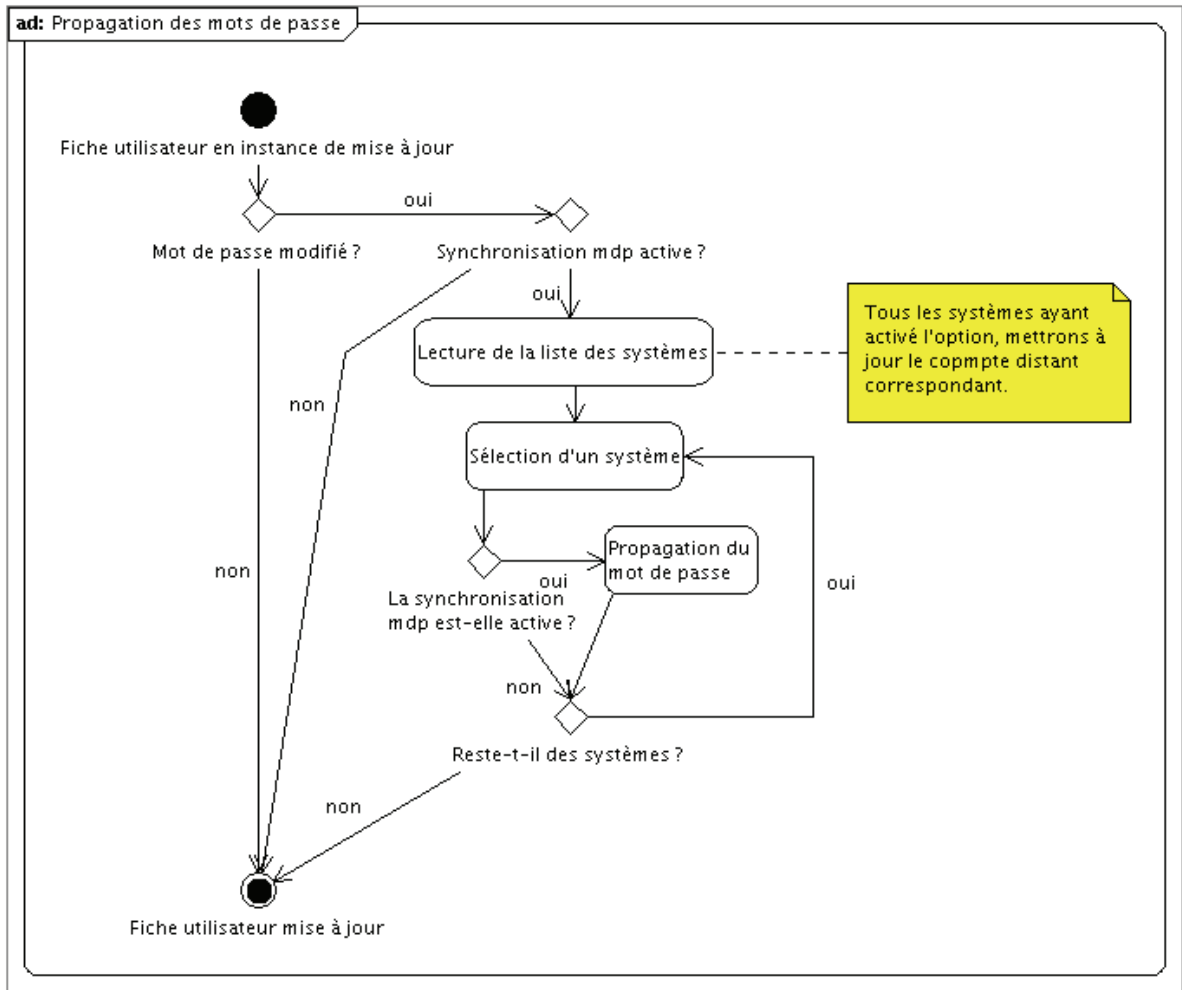 ad: Propagation des mots de passe
Fiche utilisateur en instance de mise à jour
oui
Mot de passe modifié ?
Synchronisation mdp active ?
oui
Tous les systèmes ayant
activé l'option, mettrons à
jour le copmpte distant
correspondant.
Lecture de la liste des systèmes
non
Sélection d'un système
Propagation du
mot de passe
non
oui
oui
La synchronisation
mdp est-elle active ?
non
Reste-t-il des systèmes ?
non
Fiche utilisateur mise à jour